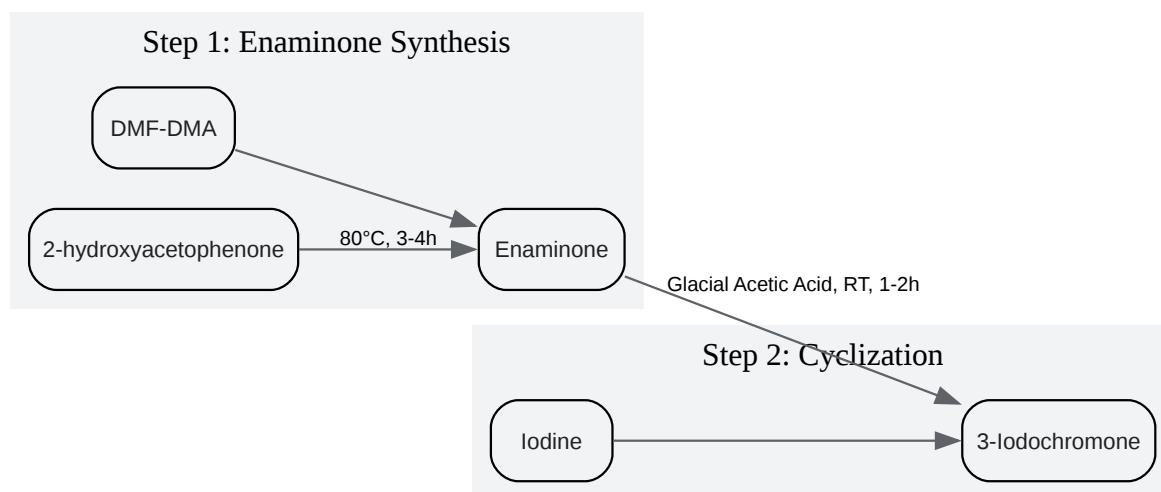 Step 1: Enaminone Synthesis
DMF-DMA
2-hydroxyacetophenone
80°C, 3-4h
Enaminone
Glacial Acetic Acid, RT, 1-2h
Step 2: Cyclization
Iodine
3-Iodochromone